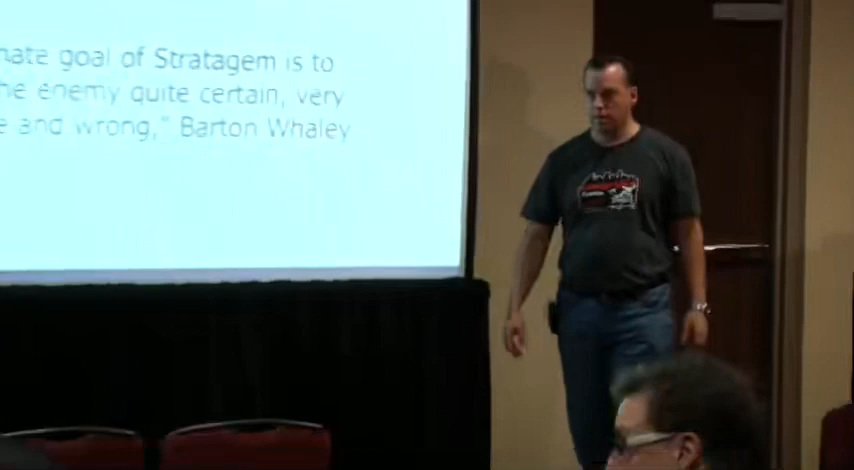 nate goal of Stratagem is to
he enemy quite certain, very
e and wrong," Barton Whaley